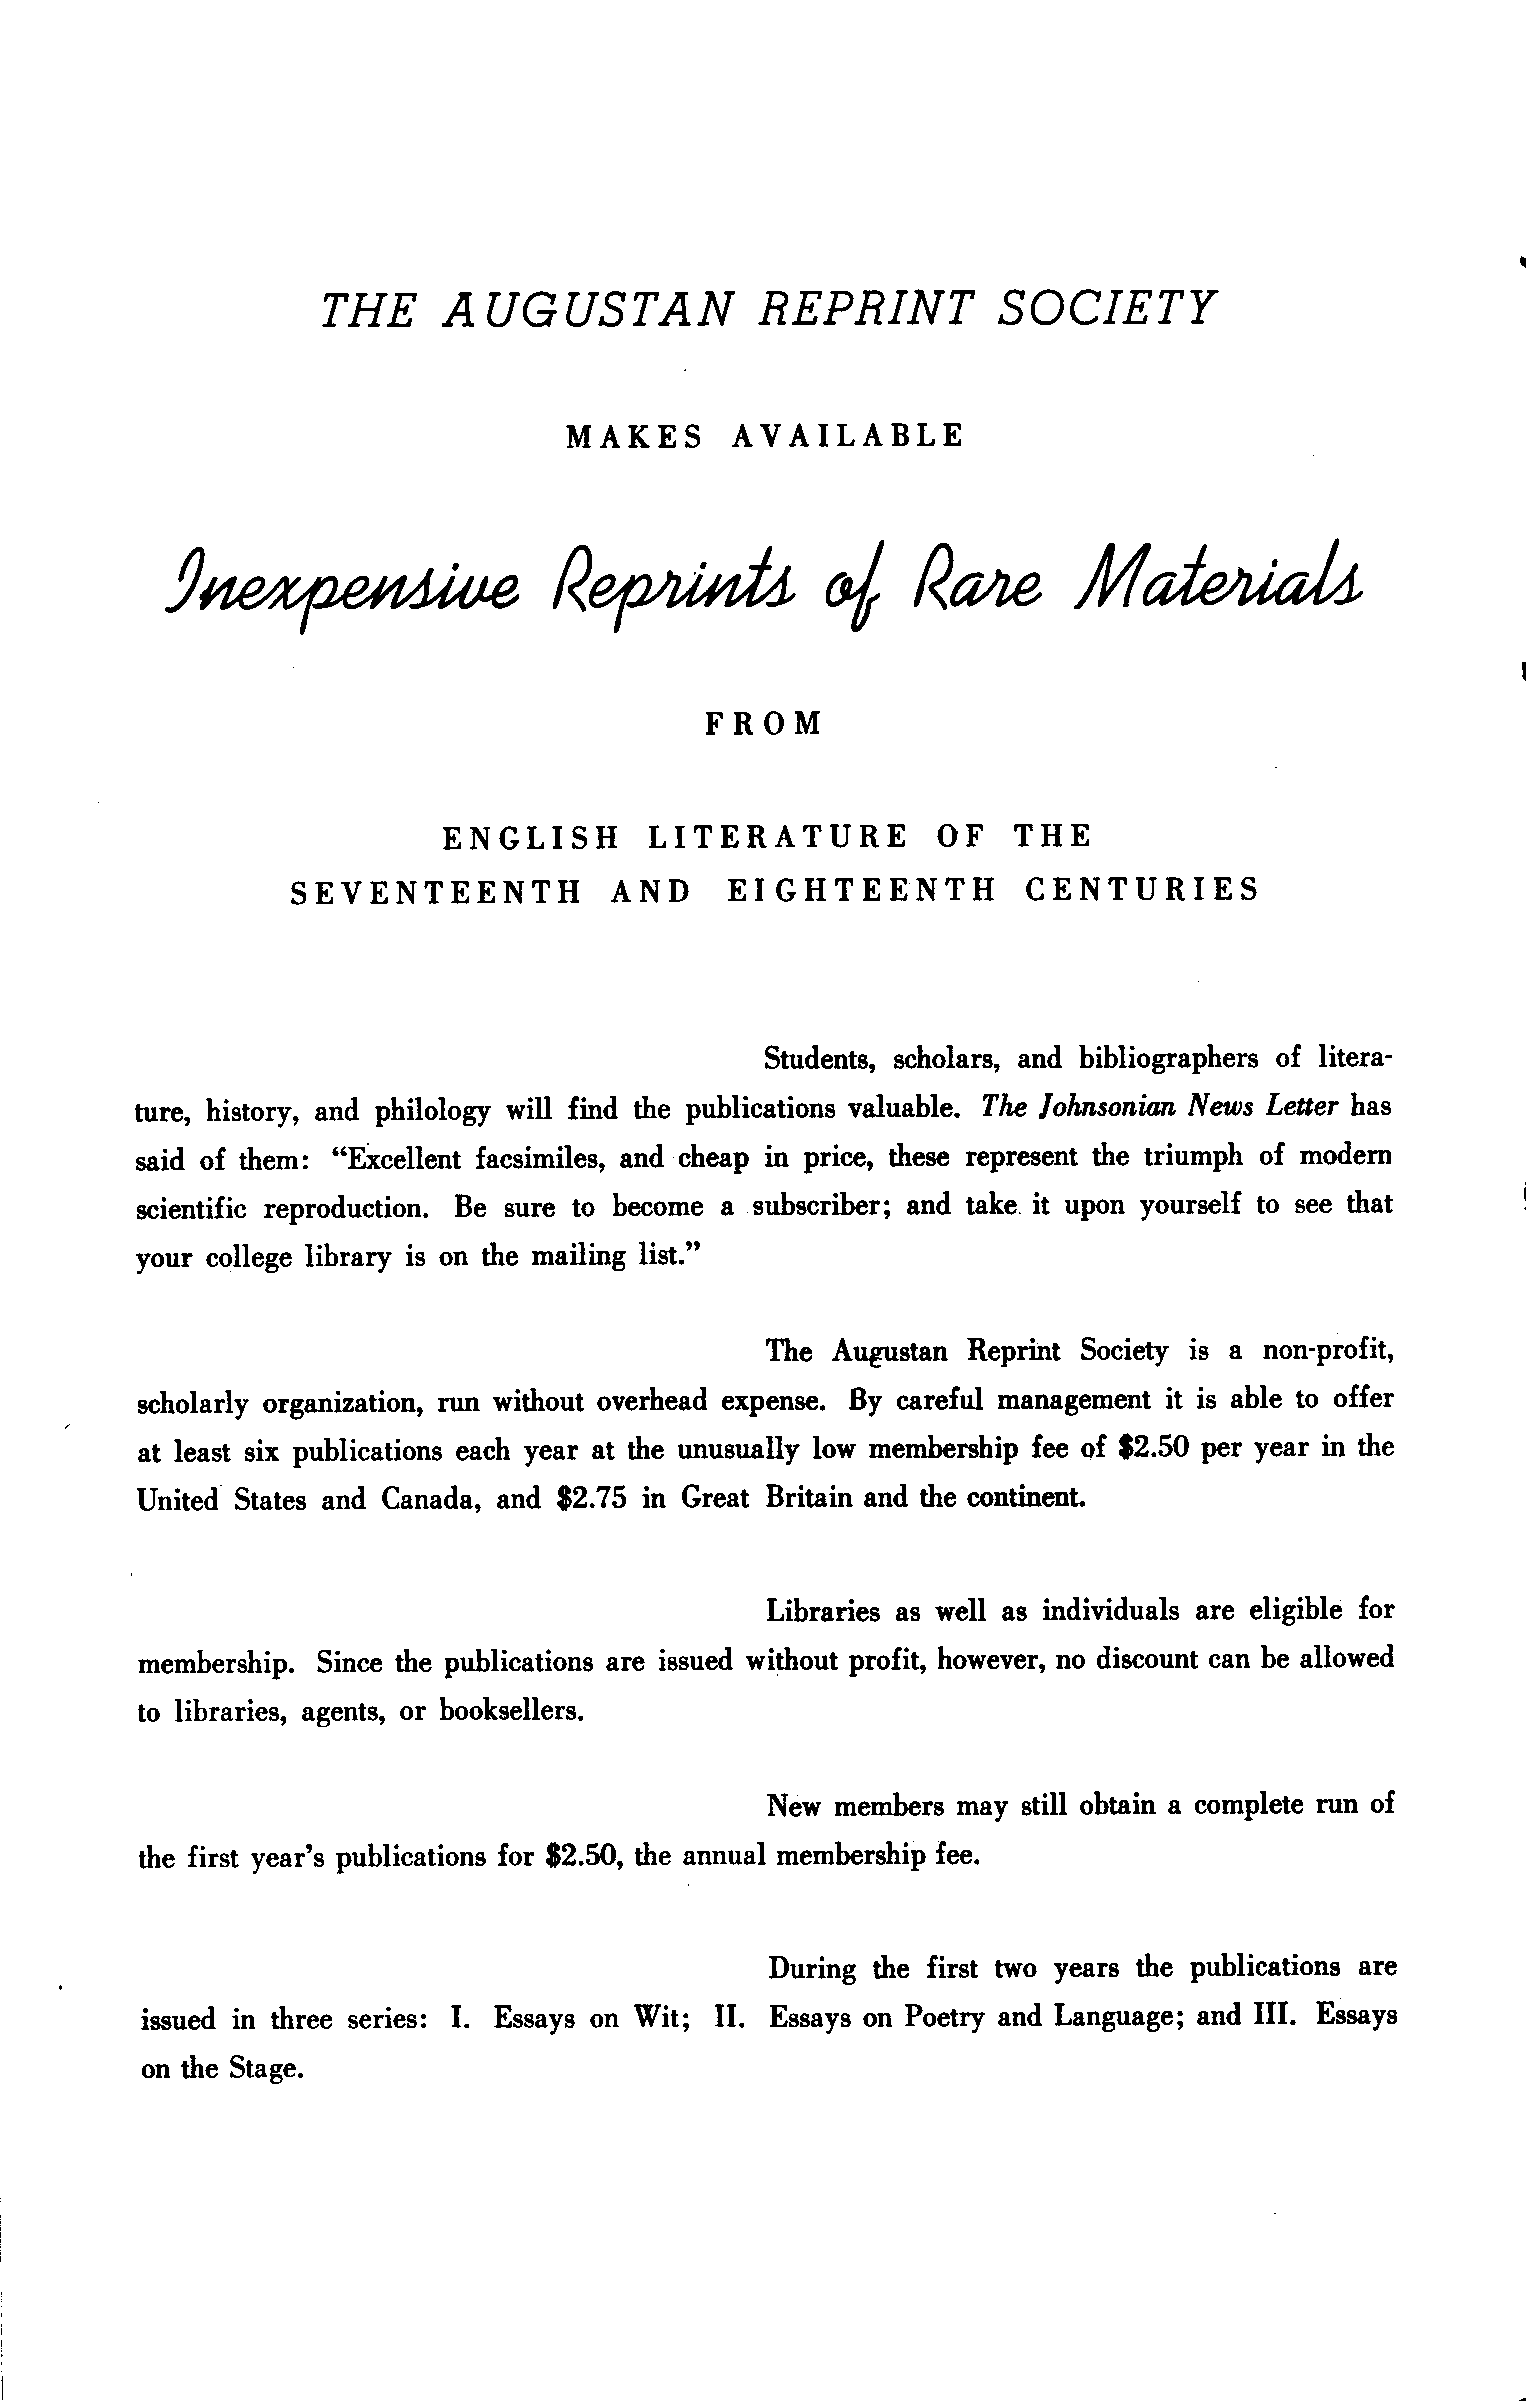 THE AUGUSTAN REPRINT SOCIETY
MAKES AVAILABLE
Inexpensive Reprints of Rare Materials
FROM
ENGLISH LITERATURE OF THE
SEVENTEENTH AND EIGHTEENTH CENTURIES
Students, scholars, and bibliographers of litera-
ture, history, and philology will find the publications valuable. The Johnsonian News Letter has
said of them: “Excellent facsimiles, and cheap in price, these represent the triumph of modern
scientific reproduction. Be sure to become a subscriber; and take it upon yourself to see that
your college library is on the mailing list.”
The Augustan Reprint Society is a non-profit,
scholarly organization, run without overhead expense. By careful management it is able to offer
at least six publications each year at the unusually low membership fee of $2.50 per year in the
United States and Canada, and $2.75 in Great Britain and the continent.
Libraries as well as individuals are eligible for
membership. Since the publications are issued without profit, however, no discount can be allowed
to libraries, agents, or booksellers.
New members may still obtain a complete run of
the first year’s publications for $2.50, the annual membership fee.
During the first two years the publications are
issued in three series: I. Essays on Wit; II. Essays on Poetry and Language; and III. Essays
on the Stage.